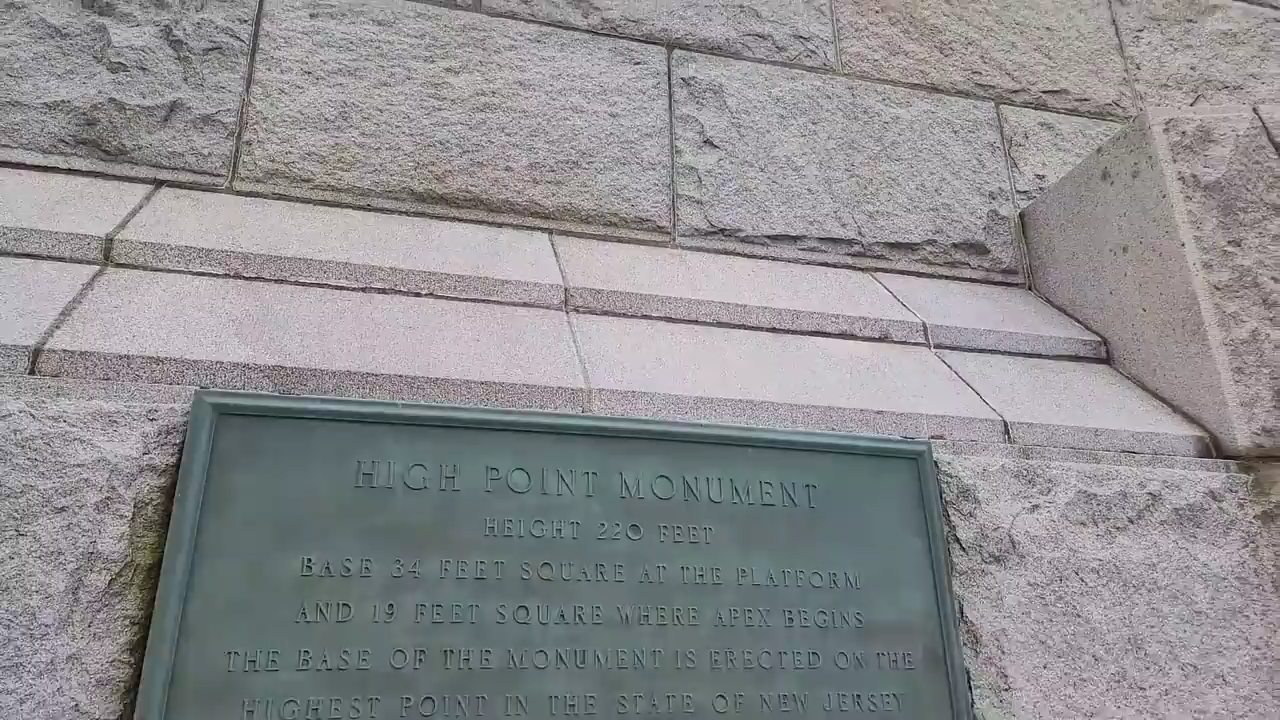 HIGH POINT MONUMENT
HEIGHT 220 FEET
BASE 34 FEET SQUARE AT THE PLATFORM
AND 19 FEET SQUARE WHERE APEX BEGINS
THE BASE OF THE MONUMENT IS ERECTED ON THE
HIGHEST POINT IN THE STATE OF NEW JERSEY